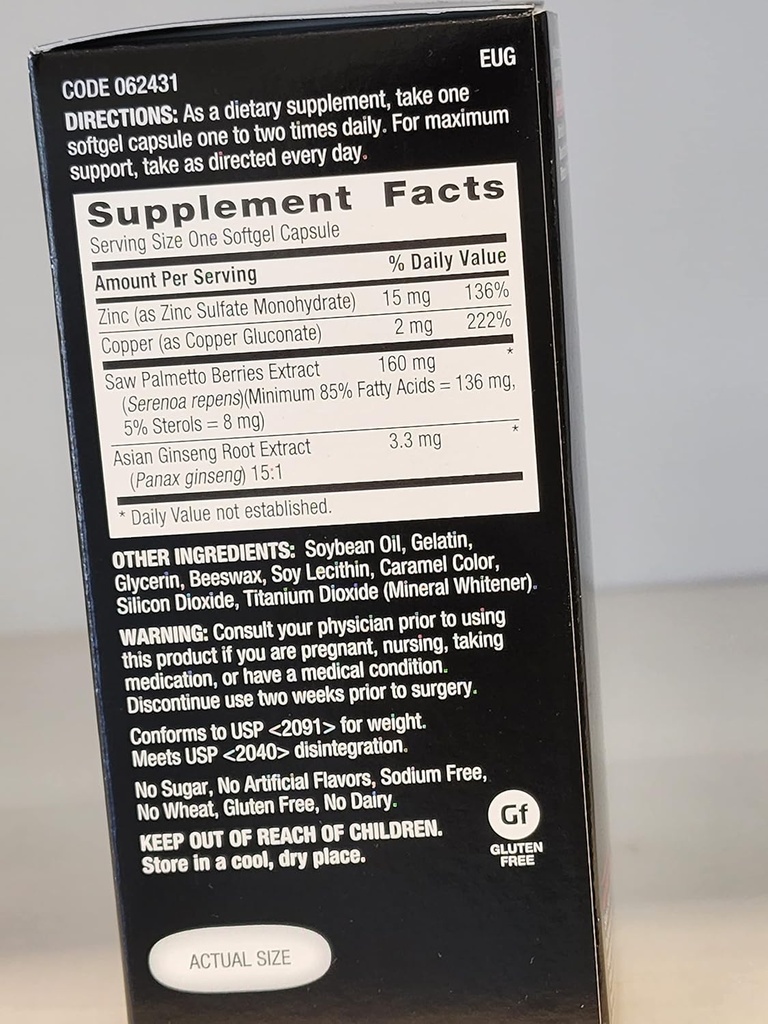 EUG
CODE 062431
DIRECTIONS: As a dietary supplement, take one
softgel capsule one to two times daily. For maximum
support, take as directed every day.
Supplement Facts
Serving Size One Softgel Capsule
Amount Per Serving % Daily Value
Zinc (as Zinc Sulfate Monohydrate) 15 mg 136%
Copper (as Copper Gluconate) 2 mg 222%
Saw Palmetto Berries Extract 160 mg *
(Serenoa repens)(Minimum 85% Fatty Acids = 136 mg,
5% Sterols = 8 mg)
Asian Ginseng Root Extract 3.3 mg *
(Panax ginseng) 15:1
* Daily Value not established.
OTHER INGREDIENTS: Soybean Oil, Gelatin,
Glycerin, Beeswax, Soy Lecithin, Caramel Color,
Silicon Dioxide, Titanium Dioxide (Mineral Whitener).
WARNING: Consult your physician prior to using
this product if you are pregnant, nursing, taking
medication, or have a medical condition.
Discontinue use two weeks prior to surgery.
Conforms to USP <2091> for weight.
Meets USP <2040> disintegration.
No Sugar, No Artificial Flavors, Sodium Free,
No Wheat, Gluten Free, No Dairy.
KEEP OUT OF REACH OF CHILDREN.
Store in a cool, dry place.
Gf
GLUTEN
FREE
ACTUAL SIZE